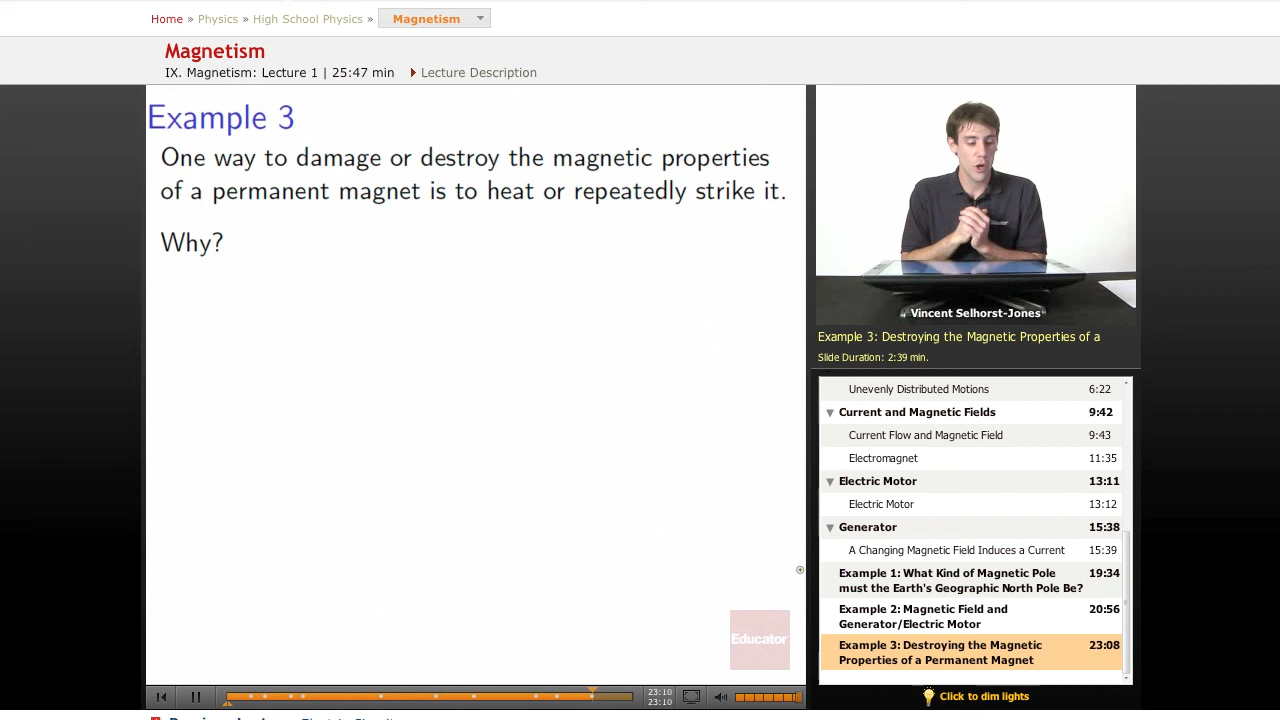 Home » Physics » High School Physics » Magnetism
Magnetism
IX. Magnetism: Lecture 1 | 25:47 min Lecture Description
Example 3
One way to damage or destroy the magnetic properties
of a permanent magnet is to heat or repeatedly strike it.
Why?
Educator
Vincent Selhorst-Jones
Example 3: Destroying the Magnetic Properties of a
Slide Duration: 2:39 min.
Unevenly Distributed Motions 6:22
Current and Magnetic Fields 9:42
Current Flow and Magnetic Field 9:43
Electromagnet 11:35
Electric Motor 13:11
Electric Motor 13:12
Generator 15:38
A Changing Magnetic Field Induces a Current 15:39
Example 1: What Kind of Magnetic Pole 19:34
must the Earth's Geographic North Pole Be?
Example 2: Magnetic Field and 20:56
Generator/Electric Motor
Example 3: Destroying the Magnetic 23:08
Properties of a Permanent Magnet
23:10
23:10
Click to dim lights